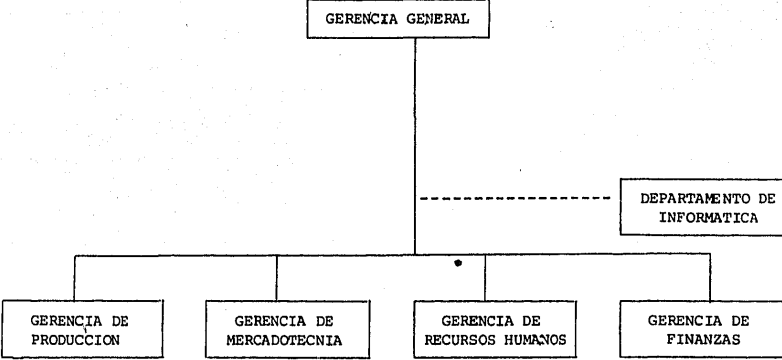 GERENCIA GENERAL
DEPARTAMENTO DE
INFORMATICA
GERENCIA DE
PRODUCCION
GERENCIA DE
MERCADOTECNIA
GERENCIA DE
RECURSOS HUMANOS
GERENCIA DE
FINANZAS